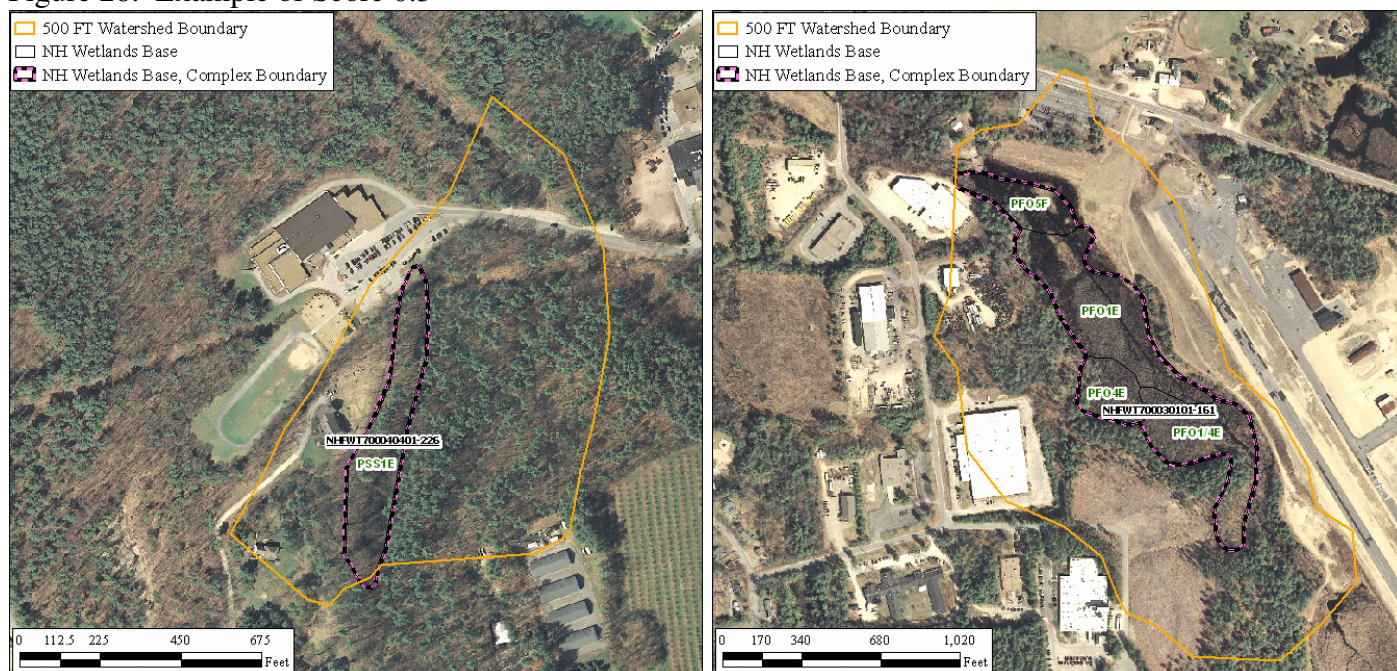 500 FT Watershed Boundary
NH Wetlands Base
NH Wetlands Base, Complex Boundary
NHFWT700040401-226
PSS1E
0 112.5 225 450 675
Feet
500 FT Watershed Boundary
NH Wetlands Base
NH Wetlands Base, Complex Boundary
PFO5F
PFO1E
PFO4E
NHFWT700030101-161
PFO1/4E
0 170 340 680 1,020
Feet